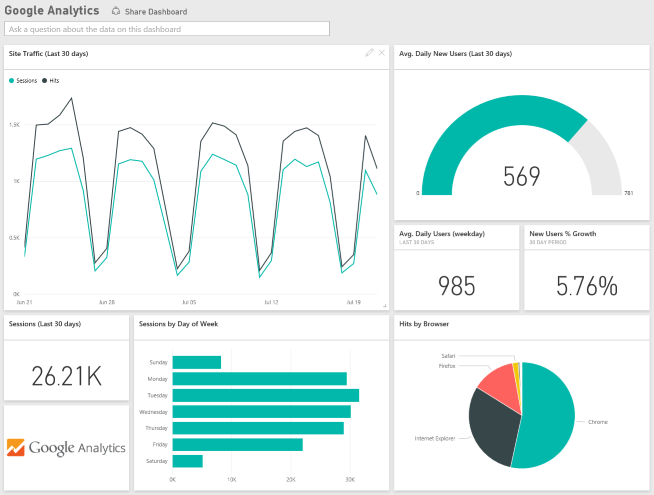 Google Analytics
Share Dashboard
Ask a question about the data on this dashboard
Site Traffic (Last 30 days)
Sessions Hits
1.5K
1K
0.5K
0K
Jun 21 Jun 28 Jul 05 Jul 12 Jul 19
Avg. Daily New Users (Last 30 days)
569
0 781
Avg. Daily Users (weekday)
LAST 30 DAYS
985
New Users % Growth
30 DAY PERIOD
5.76%
Sessions (Last 30 days)
26.21K
Google Analytics
Sessions by Day of Week
Sunday
Monday
Tuesday
Wednesday
Thursday
Friday
Saturday
0K 10K 20K 30K
Hits by Browser
Safari
Firefox
Chrome
Internet Explorer